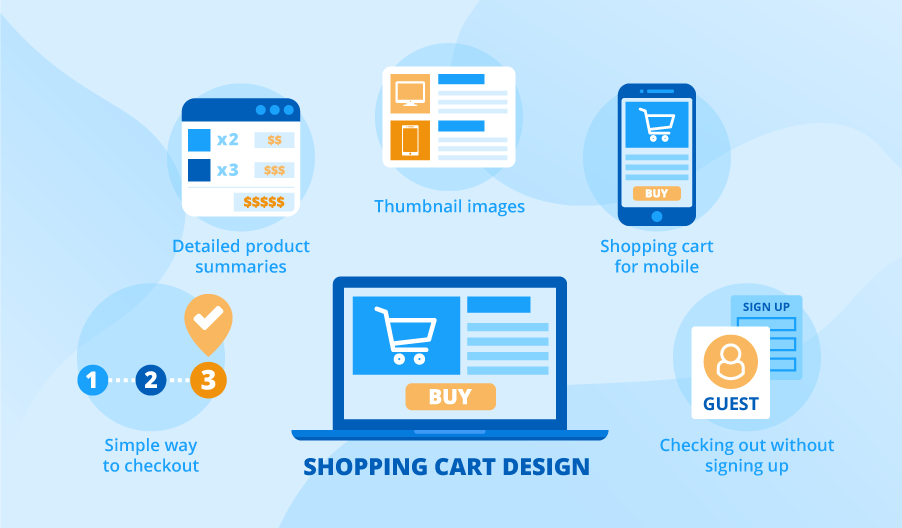 x2
$$
x3
$$$
$$$$$
Detailed product
summaries
Thumbnail images
BUY
Shopping cart
for mobile
1
2
3
Simple way
to checkout
BUY
SHOPPING CART DESIGN
SIGN UP
GUEST
Checking out without
signing up